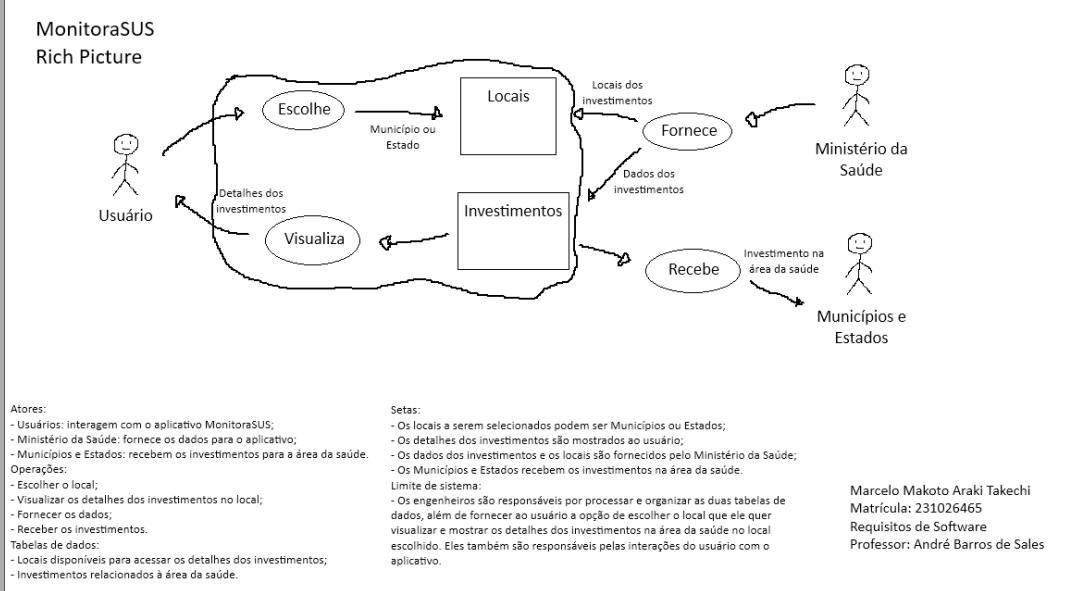 MonitoraSUS
Rich Picture
Escolhe
Locais
Locais dos
investimentos
Município ou
Estado
Fornece
Ministério da
Saúde
Usuário
Dados dos
investimentos
Detalhes dos
investimentos
Investimentos
Visualiza
Recebe
Investimento na
área da saúde
Municípios e
Estados
Atores:
- Usuários: interagem com o aplicativo MonitoraSUS;
- Ministério da Saúde: fornece os dados para o aplicativo;
- Municípios e Estados: recebem os investimentos para a área da saúde.
Operações:
- Escolher o local;
- Visualizar os detalhes dos investimentos no local;
- Fornecer os dados;
- Receber os investimentos.
Tabelas de dados:
- Locais disponíveis para acessar os detalhes dos investimentos;
- Investimentos relacionados à área da saúde.
Setas:
- Os locais a serem selecionados podem ser Municípios ou Estados;
- Os detalhes dos investimentos são mostrados ao usuário;
- Os dados dos investimentos e os locais são fornecidos pelo Ministério da Saúde;
- Os Municípios e Estados recebem os investimentos na área da saúde.
Limite de sistema:
- Os engenheiros são responsáveis por processar e organizar as duas tabelas de
dados, além de fornecer ao usuário a opção de escolher o local que ele quer
visualizar e mostrar os detalhes dos investimentos na área da saúde no local
escolhido. Eles também são responsáveis pelas interações do usuário com o
aplicativo.
Marcelo Makoto Araki Takechi
Matrícula: 231026465
Requisitos de Software
Professor: André Barros de Sales